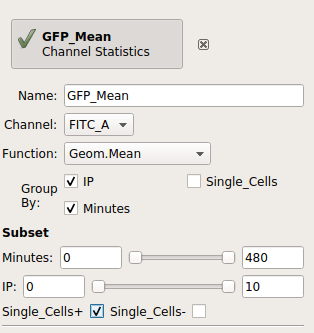 GFP_Mean
Channel Statistics
Name: GFP_Mean
Channel: FITC_A
Function: Geom.Mean
Group By: IP Single_Cells
Minutes
Subset
Minutes: 0 480
IP: 0 10
Single_Cells+ Single_Cells-